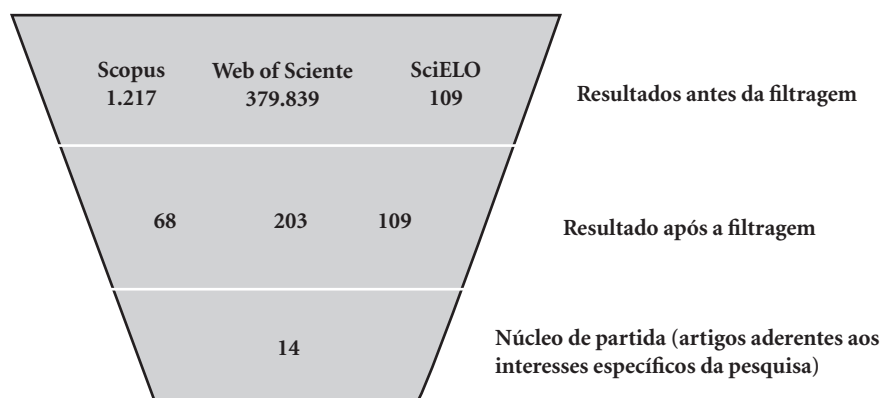 Scopus Web of Sciente SciELO
1.217 379.839 109
Resultados antes da filtragem
68 203 109
Resultado após a filtragem
14
Núcleo de partida (artigos aderentes aos
interesses específicos da pesquisa)